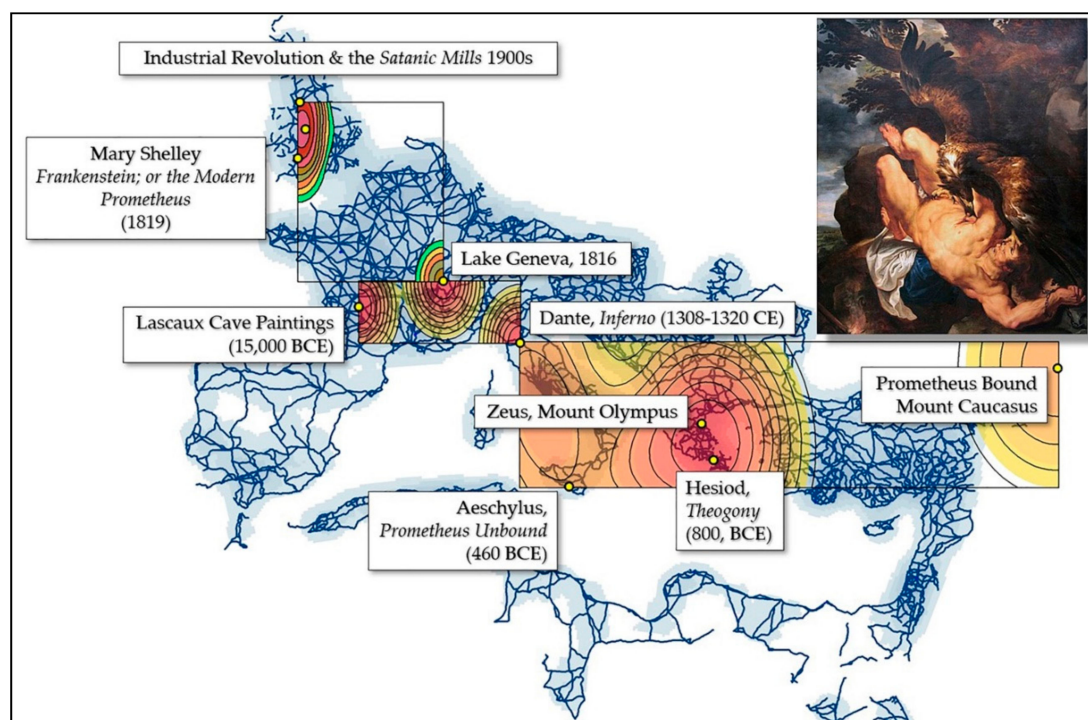 Industrial Revolution & the Satanic Mills 1900s
Mary Shelley
Frankenstein; or the Modern
Prometheus
(1819)
Lake Geneva, 1816
Lascaux Cave Paintings
(15,000 BCE)
Dante, Inferno (1308-1320 CE)
Zeus, Mount Olympus
Prometheus Bound
Mount Caucasus
Aeschylus,
Prometheus Unbound
(460 BCE)
Hesiod,
Theogony
(800, BCE)